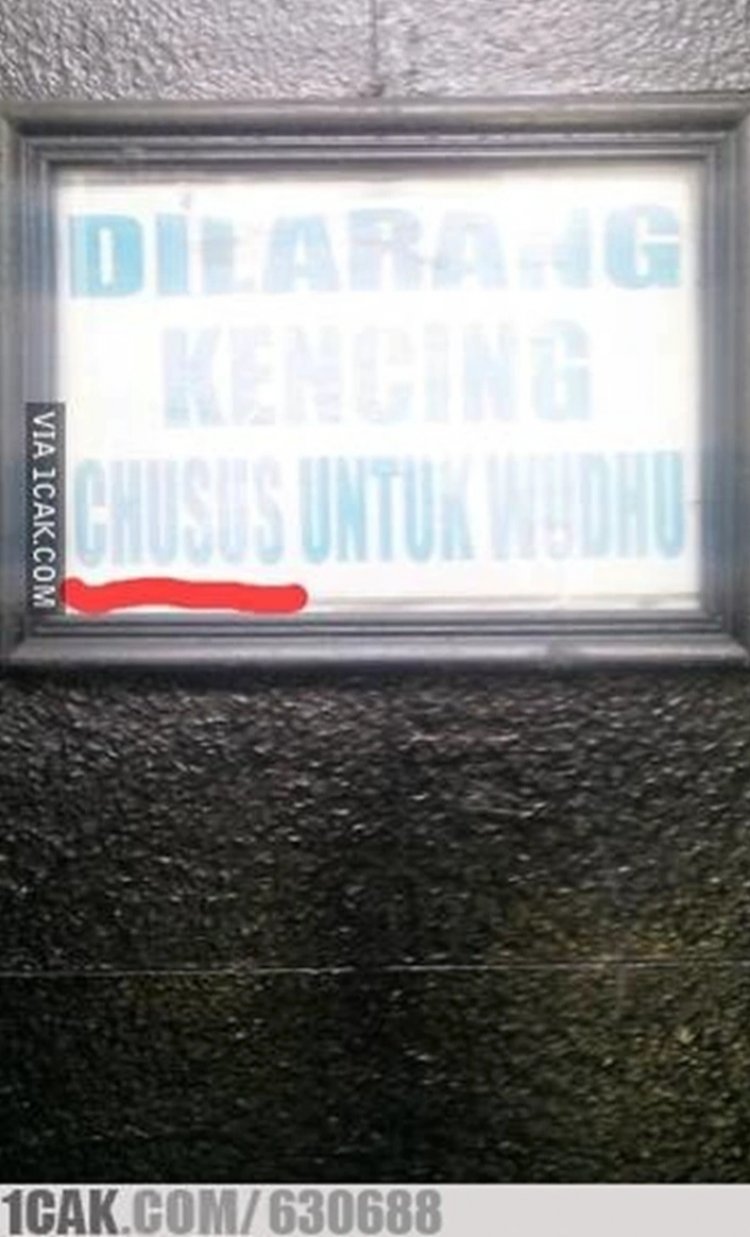 DILARANG
KENCING
CHUSUS UNTUK WUDHU
VIA 1CAK.COM
1CAK.COM/630688